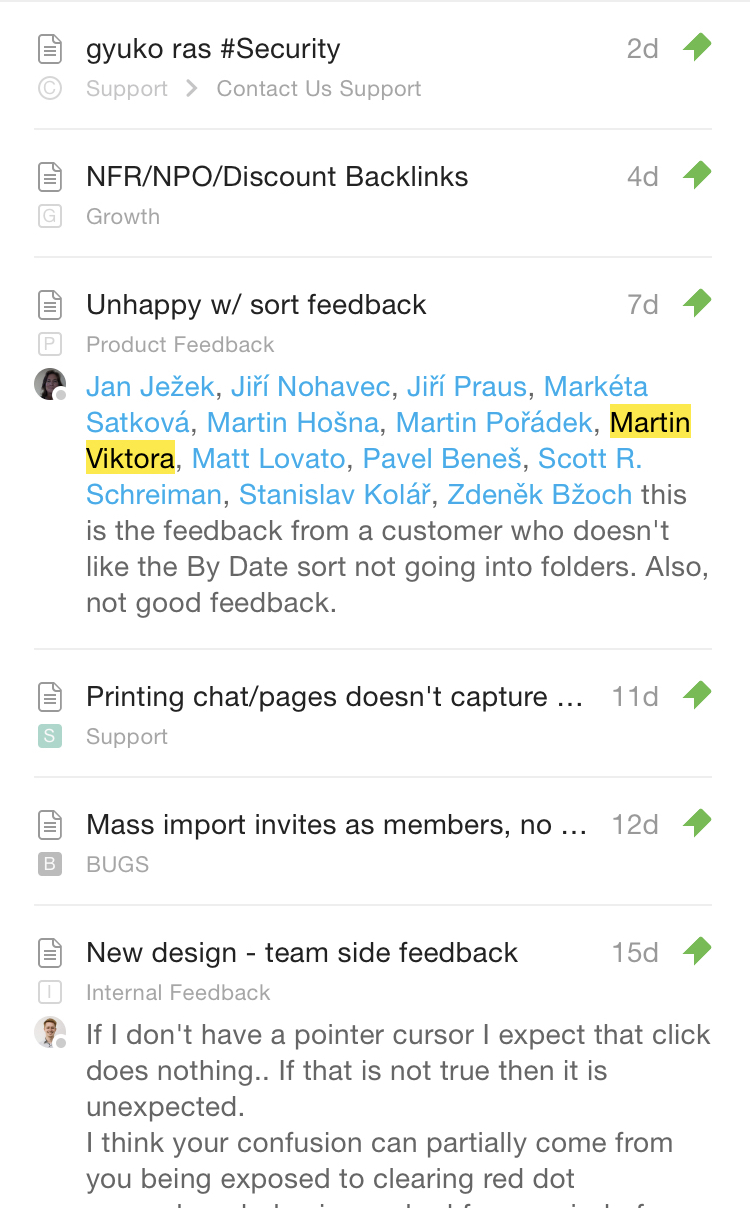 gyuko ras #Security 2d
C Support > Contact Us Support
NFR/NPO/Discount Backlinks 4d
G Growth
Unhappy w/ sort feedback 7d
P Product Feedback
Jan Ježek, Jiří Nohavec, Jiří Praus, Markéta
Satková, Martin Hošna, Martin Pořádek, Martin
Viktora, Matt Lovato, Pavel Beneš, Scott R.
Schreiman, Stanislav Kolář, Zdeněk Bžoch this
is the feedback from a customer who doesn't
like the By Date sort not going into folders. Also,
not good feedback.
Printing chat/pages doesn't capture … 11d
S Support
Mass import invites as members, no … 12d
B BUGS
New design - team side feedback 15d
I Internal Feedback
If I don't have a pointer cursor I expect that click
does nothing.. If that is not true then it is
unexpected.
I think your confusion can partially come from
you being exposed to clearing red dot